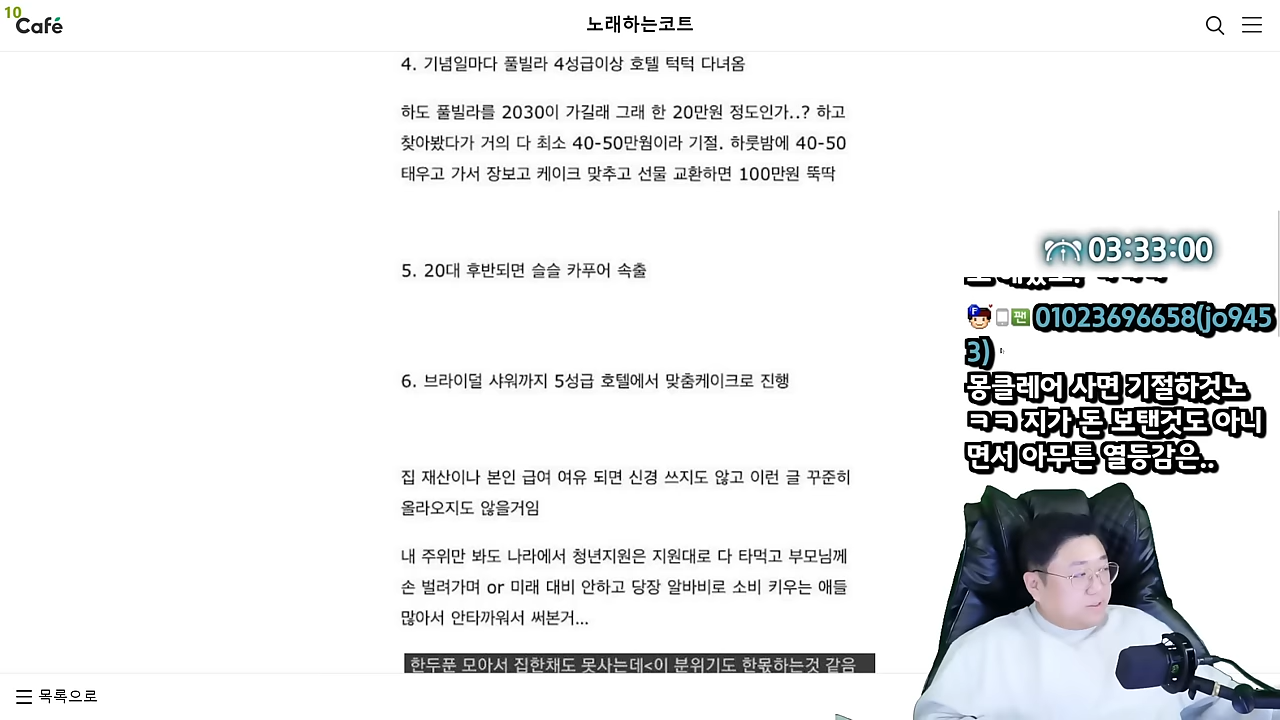 10
Café
노래하는코트
4. 기념일마다 풀빌라 4성급이상 호텔 턱턱 다녀옴
하도 풀빌라를 2030이 가길래 그래 한 20만원 정도인가..? 하고
찾아봤다가 거의 다 최소 40-50만웜이라 기절. 하룻밤에 40-50
태우고 가서 장보고 케이크 맞추고 선물 교환하면 100만원 뚝딱
5. 20대 후반되면 슬슬 카푸어 속출
6. 브라이덜 샤워까지 5성급 호텔에서 맞춤케이크로 진행
집 재산이나 본인 급여 여유 되면 신경 쓰지도 않고 이런 글 꾸준히
올라오지도 않을거임
내 주위만 봐도 나라에서 청년지원은 지원대로 다 타먹고 부모님께
손 벌려가며 or 미래 대비 안하고 당장 알바비로 소비 키우는 애들
많아서 안타까워서 써본거...
한두푼 모아서 집한채도 못사는데<이 분위기도 한몫하는것 같음
목록으로
03:33:00
F 팬 01023696658(jo945
3)
몽클레어 사면 기절하것노
ㅋㅋ 지가 돈 보탠것도 아니
면서 아무튼 열등감은..